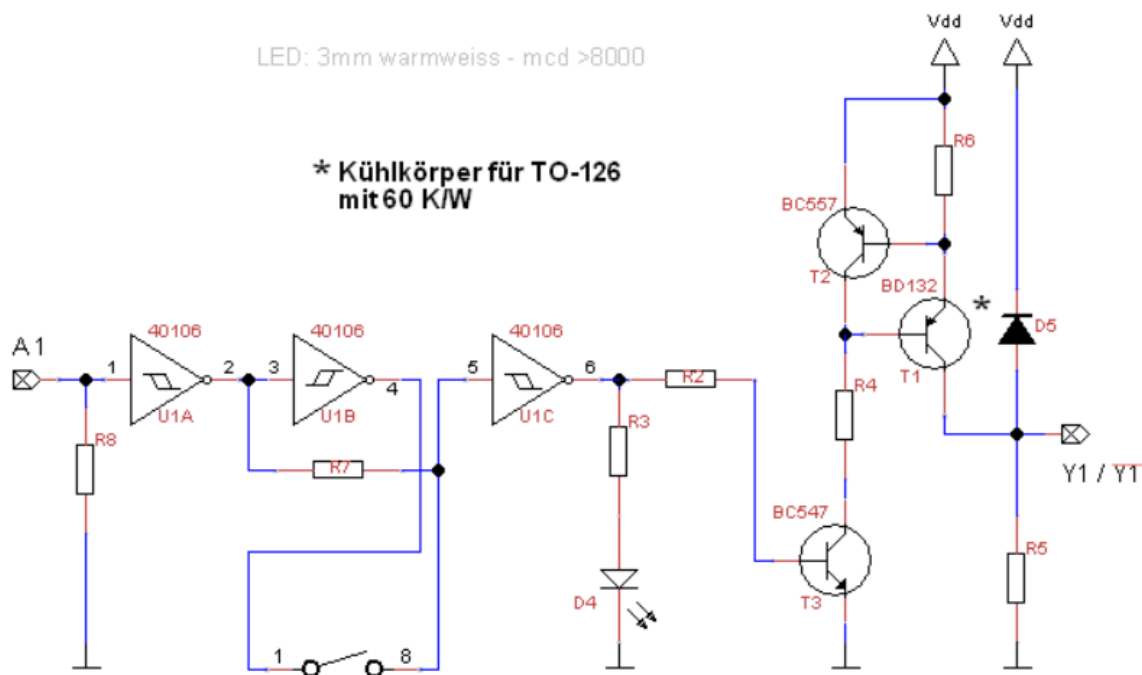 Vdd
Vdd
LED: 3mm warmweiss - mcd >8000
R6
* Kühlkörper für TO-126
mit 60 K/W
BC557
T2
BD132
*
D5
40106
40106
40106
A1
1
2
3
4
5
6
T1
U1A
U1B
U1C
R2
R4
R8
R3
R7
Y1 / Y1
BC547
R5
D4
T3
1
8